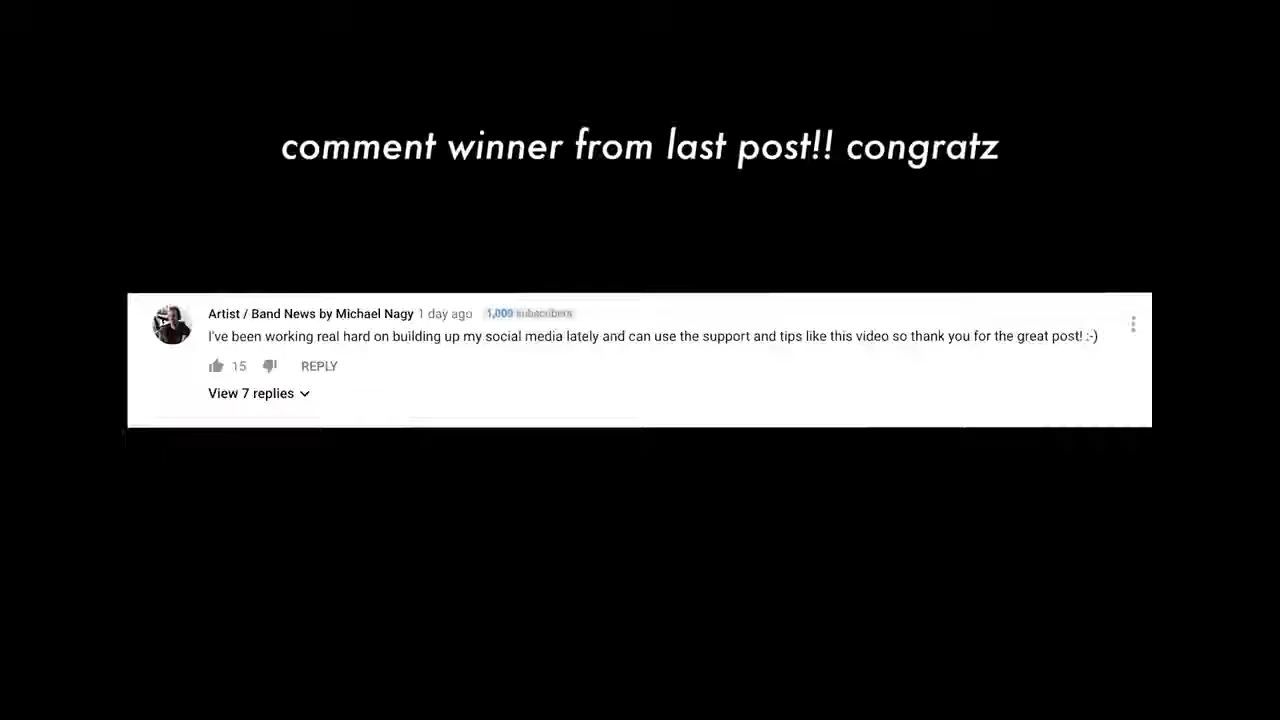 comment winner from last post!! congratz
Artist / Band News by Michael Nagy 1 day ago 1,009 subscribers
I've been working real hard on building up my social media lately and can use the support and tips like this video so thank you for the great post! :-)
15 REPLY
View 7 replies